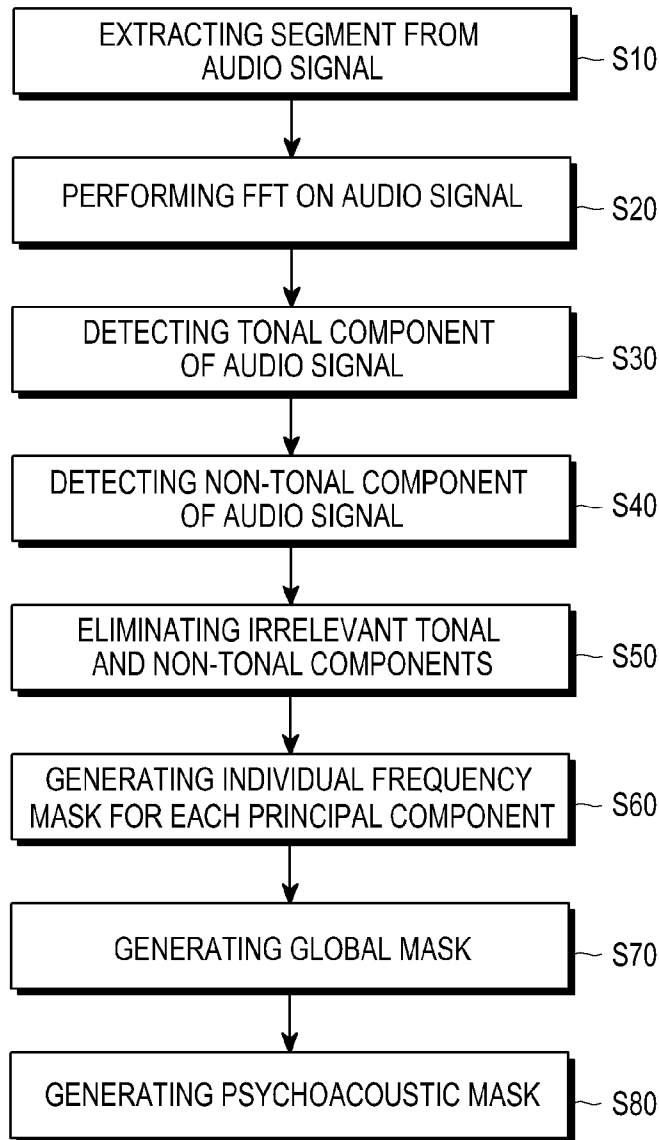 EXTRACTING SEGMENT FROM
AUDIO SIGNAL
S10
PERFORMING FFT ON AUDIO SIGNAL
S20
DETECTING TONAL COMPONENT
OF AUDIO SIGNAL
S30
DETECTING NON-TONAL COMPONENT
OF AUDIO SIGNAL
S40
ELIMINATING IRRELEVANT TONAL
AND NON-TONAL COMPONENTS
S50
GENERATING INDIVIDUAL FREQUENCY
MASK FOR EACH PRINCIPAL COMPONENT
S60
GENERATING GLOBAL MASK
S70
GENERATING PSYCHOACOUSTIC MASK
S80